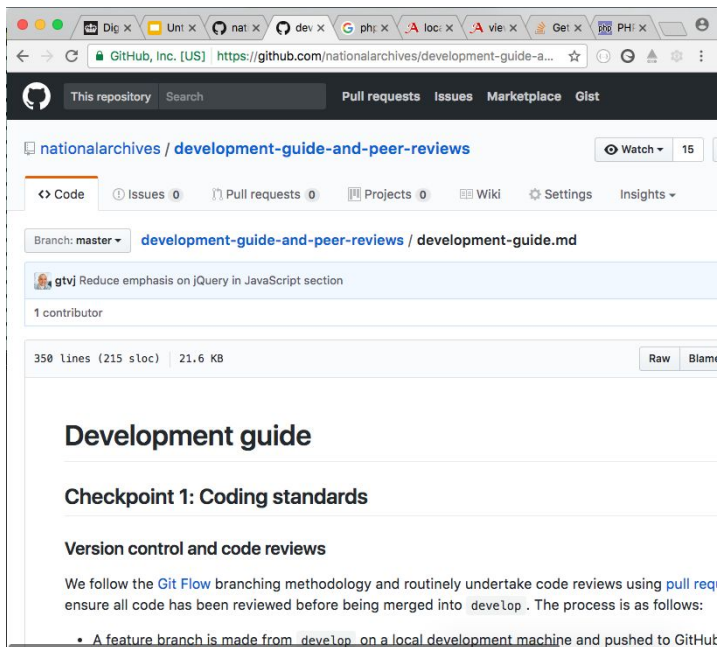 Dig
Unt
nati
dev
php
loca
view
Get
PHP
GitHub, Inc. [US] https://github.com/nationalarchives/development-guide-a...
This repository Search Pull requests Issues Marketplace Gist
nationalarchives / development-guide-and-peer-reviews Watch 15
<> Code Issues 0 Pull requests 0 Projects 0 Wiki Settings Insights
Branch: master development-guide-and-peer-reviews / development-guide.md
gtvj Reduce emphasis on jQuery in JavaScript section
1 contributor
350 lines (215 sloc) 21.6 KB Raw Blame
Development guide
Checkpoint 1: Coding standards
Version control and code reviews
We follow the Git Flow branching methodology and routinely undertake code reviews using pull requ
ensure all code has been reviewed before being merged into develop . The process is as follows:
• A feature branch is made from develop on a local development machine and pushed to GitHub